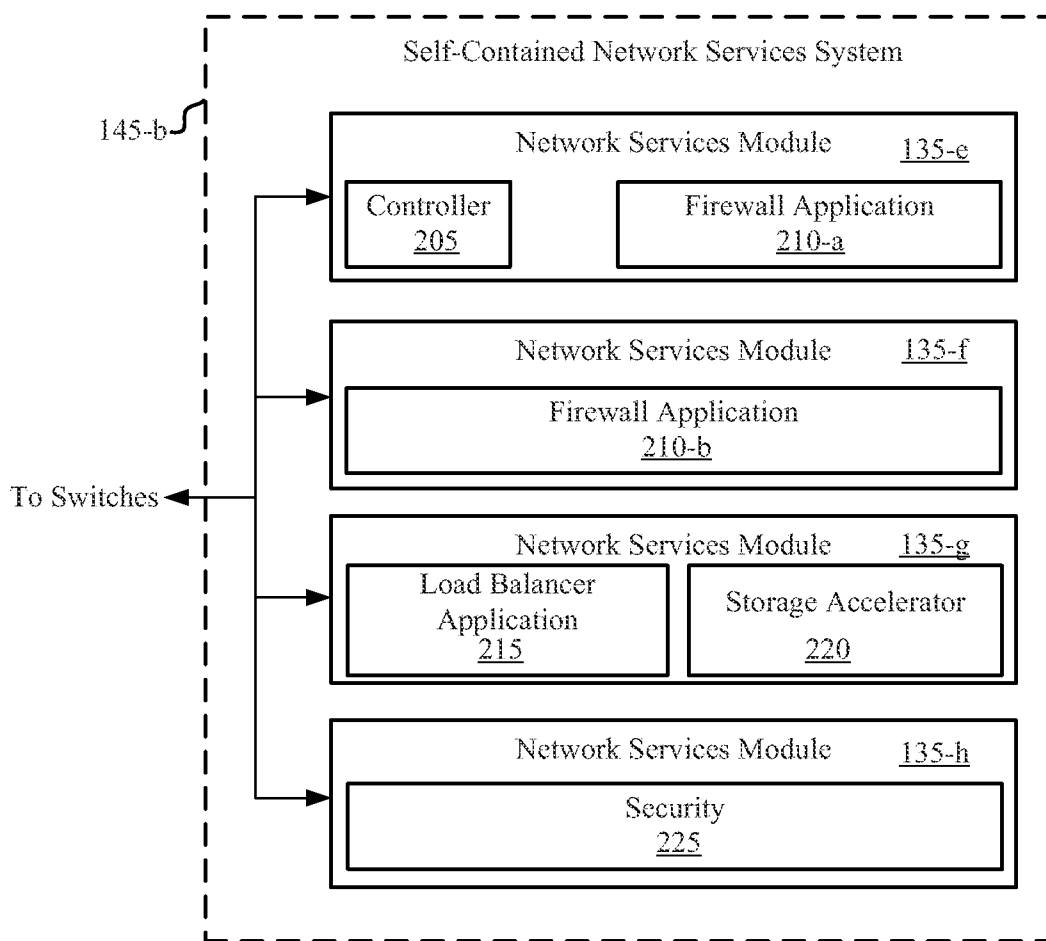 Self-Contained Network Services System
145-b
Network Services Module 135-e
Controller
205
Firewall Application
210-a
Network Services Module 135-f
Firewall Application
210-b
To Switches
Network Services Module 135-g
Load Balancer
Application
215
Storage Accelerator
220
Network Services Module 135-h
Security
225